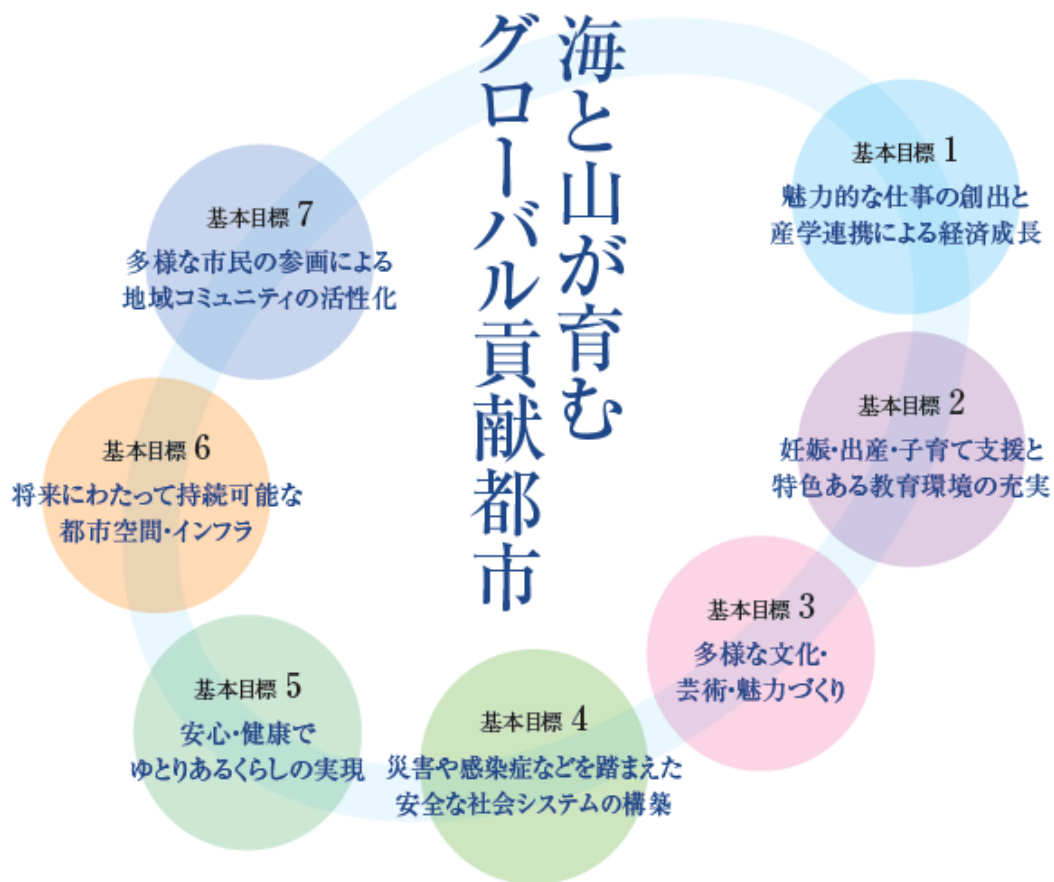 海と山が育む
グローバル貢献都市
基本目標 1
魅力的な仕事の創出と
産学連携による経済成長
基本目標 2
妊娠・出産・子育て支援と
特色ある教育環境の充実
基本目標 3
多様な文化・
芸術・魅力づくり
基本目標 4
災害や感染症などを踏まえた
安全な社会システムの構築
基本目標 5
安心・健康で
ゆとりあるくらしの実現
基本目標 6
将来にわたって持続可能な
都市空間・インフラ
基本目標 7
多様な市民の参画による
地域コミュニティの活性化